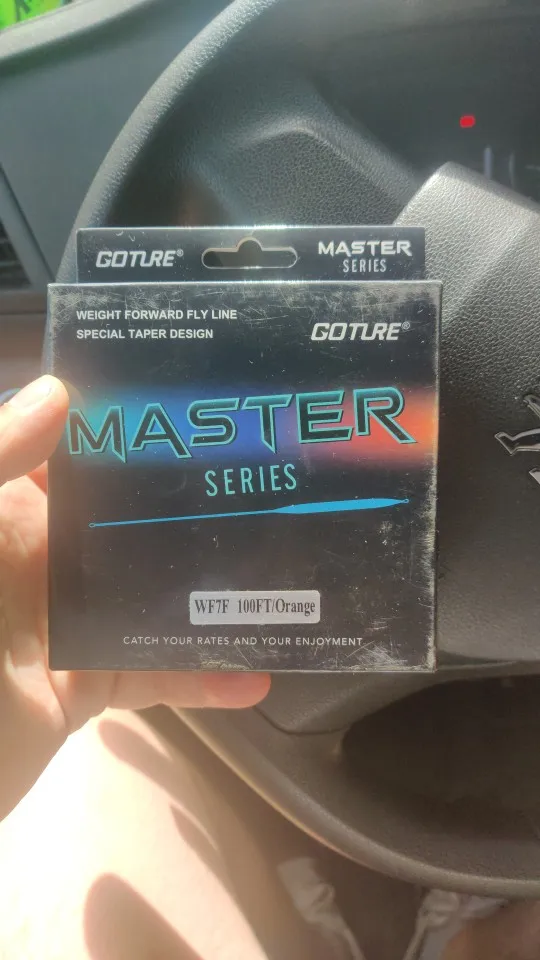 GOTURE®
MASTER
SERIES
WEIGHT FORWARD FLY LINE
SPECIAL TAPER DESIGN
GOTURE®
MASTER
SERIES
WF7F 100FT/Orange
CATCH YOUR RATES AND YOUR ENJOYMENT